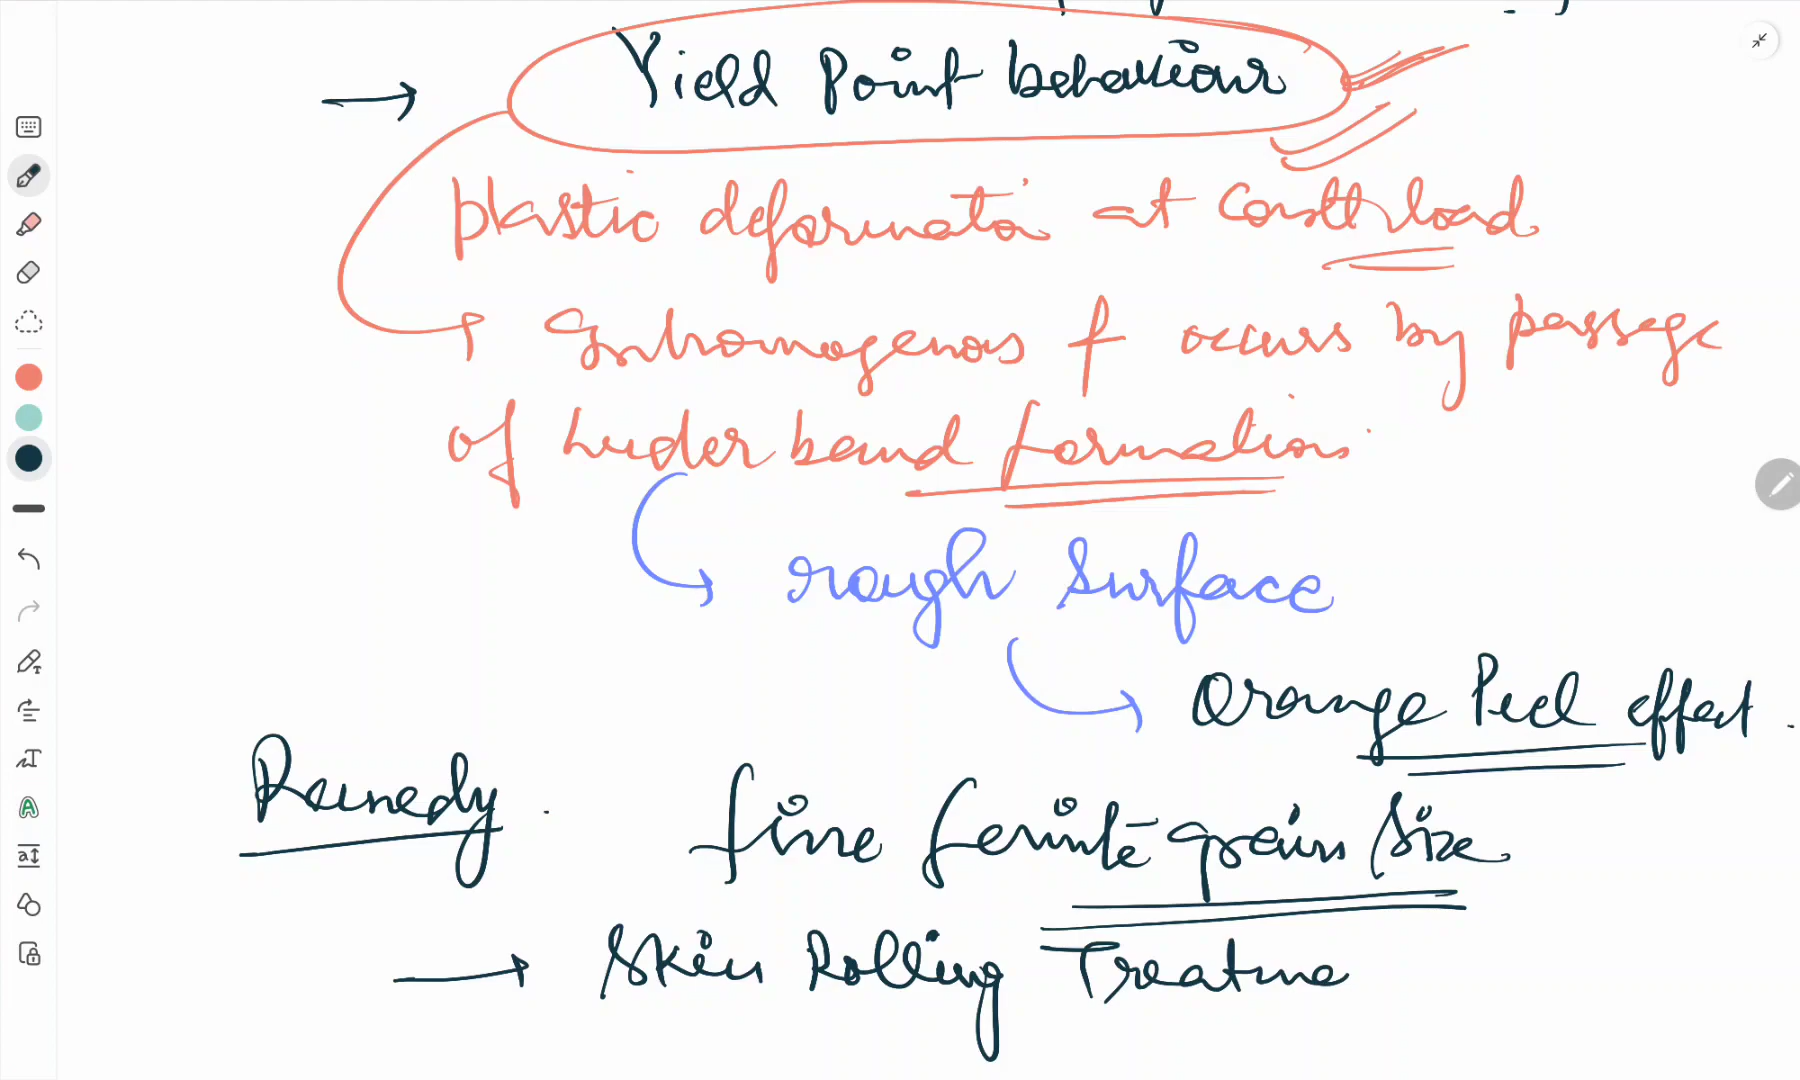 → Yield Point behaviour
plastic deformation at constt load
→ Inhomogenous f occurs by passage
of Luder band formation.
→ rough surface
→ Orange Peel effect.
Remedy. fine ferrite grain size
→ Skin Rolling Treatme